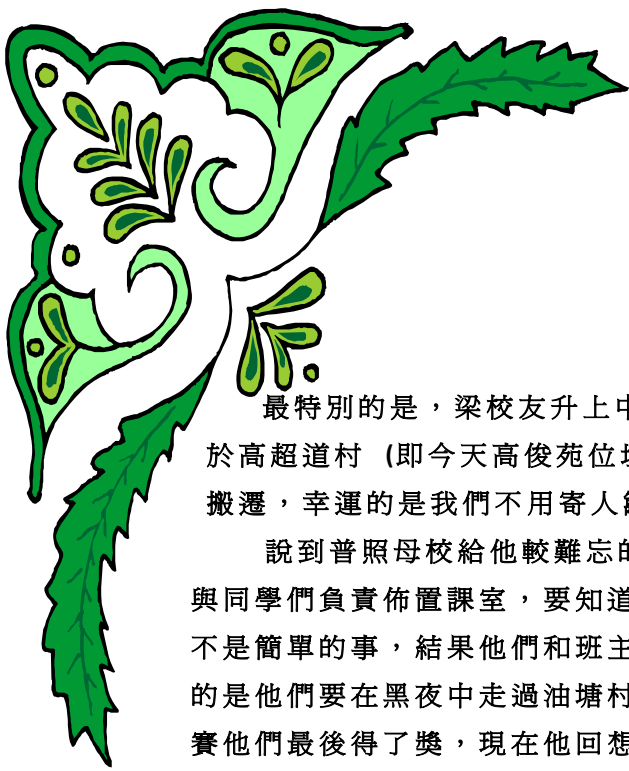 最特別的是，梁校友升上中
於高超道村 (即今天高俊苑位
搬遷，幸運的是我們不用寄人
說到普照母校給他較難忘的
與同學們負責佈置課室，要知道
不是簡單的事，結果他們和班主
的是他們要在黑夜中走過油塘村
賽他們最後得了獎，現在他回想